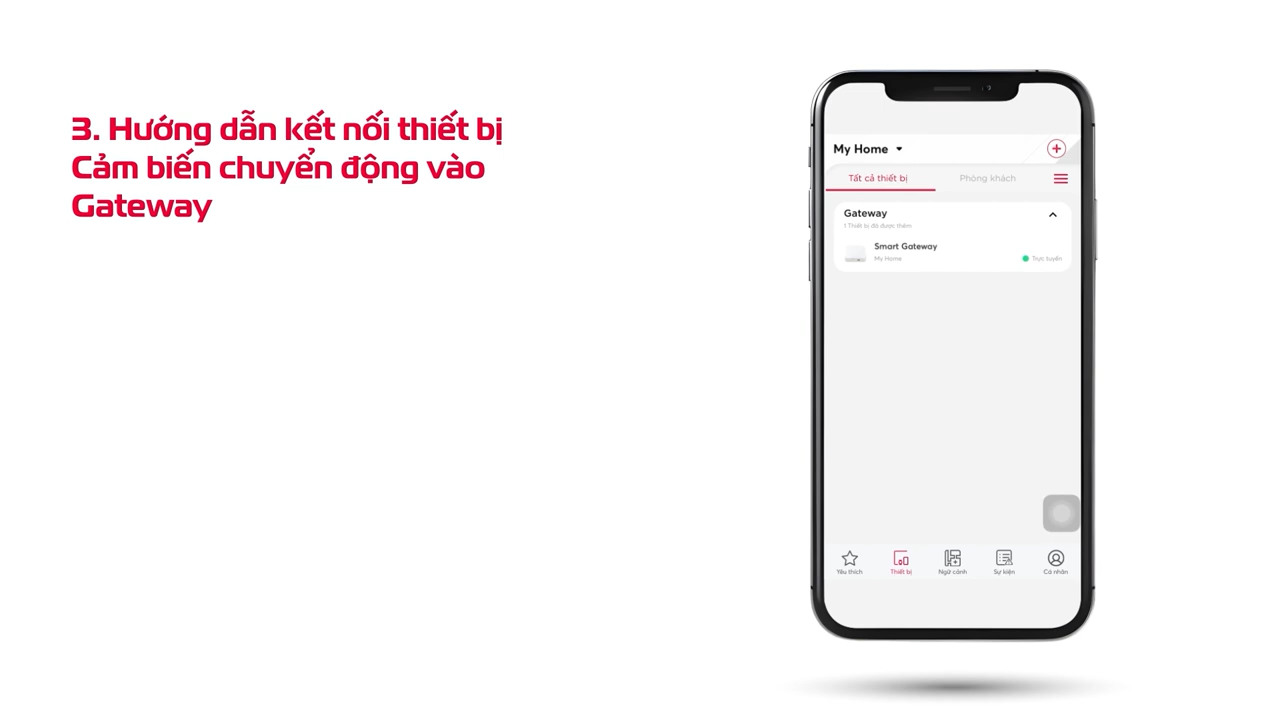 3. Hướng dẫn kết nối thiết bị
Cảm biến chuyển động vào
Gateway
My Home
Tất cả thiết bị Phòng khách
Gateway
1 Thiết bị đã được thêm
Smart Gateway
My Home Trực tuyến
Yêu thích Thiết bị Ngữ cảnh Sự kiện Cá nhân